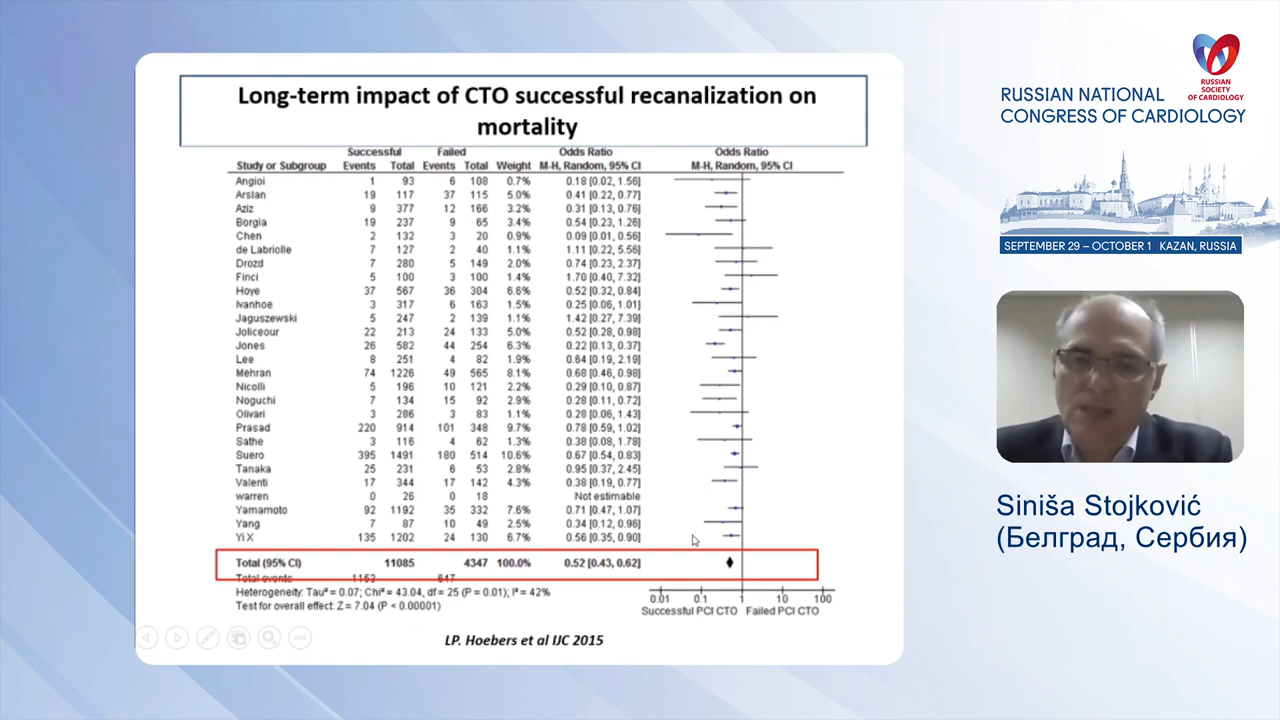 Long-term impact of CTO successful recanalization on
mortality
Successful Failed Odds Ratio Odds Ratio
Study or Subgroup Events Total Events Total Weight M-H, Random, 95% CI M-H, Random, 95% CI
Angioi 1 93 6 108 0.7% 0.18 [0.02, 1.56]
Arslan 19 117 37 115 5.0% 0.41 [0.22, 0.77]
Aziz 9 377 12 166 3.2% 0.31 [0.13, 0.76]
Borgia 19 237 9 65 3.4% 0.54 [0.23, 1.26]
Chen 2 132 3 20 0.9% 0.09 [0.01, 0.56]
de Labriolle 7 127 2 40 1.1% 1.11 [0.22, 5.56]
Drozd 7 280 5 149 2.0% 0.74 [0.23, 2.37]
Finci 5 100 3 100 1.4% 1.70 [0.40, 7.32]
Hoye 37 567 36 304 6.6% 0.52 [0.32, 0.84]
Ivanhoe 3 317 6 163 1.5% 0.25 [0.06, 1.01]
Jaguszewski 5 247 2 139 1.1% 1.42 [0.27, 7.39]
Joliceour 22 213 24 133 5.0% 0.52 [0.28, 0.98]
Jones 26 582 44 254 6.3% 0.22 [0.13, 0.37]
Lee 8 251 4 82 1.9% 0.64 [0.19, 2.19]
Mehran 74 1226 49 565 8.1% 0.68 [0.46, 0.98]
Nicolli 5 196 10 121 2.2% 0.29 [0.10, 0.87]
Noguchi 7 134 15 92 2.9% 0.28 [0.11, 0.72]
Olivari 3 286 3 83 1.1% 0.28 [0.06, 1.43]
Prasad 220 914 101 348 9.7% 0.78 [0.59, 1.02]
Sathe 3 116 4 62 1.3% 0.38 [0.08, 1.78]
Suero 395 1491 180 514 10.6% 0.67 [0.54, 0.83]
Tanaka 25 231 6 53 2.8% 0.95 [0.37, 2.45]
Valenti 17 344 17 142 4.3% 0.38 [0.19, 0.77]
warren 0 26 0 18 Not estimable
Yamamoto 92 1192 35 332 7.6% 0.71 [0.47, 1.07]
Yang 7 87 10 49 2.5% 0.34 [0.12, 0.96]
Yi X 135 1202 24 130 6.7% 0.56 [0.35, 0.90]
Total (95% CI) 11085 4347 100.0% 0.52 [0.43, 0.62]
Total events 1153 647
Heterogeneity: Tau² = 0.07; Chi² = 43.04, df = 25 (P = 0.01); I² = 42%
Test for overall effect: Z = 7.04 (P < 0.00001)
0.01 0.1 1 10 100
Successful PCI CTO Failed PCI CTO
LP. Hoebers et al IJC 2015
RUSSIAN
SOCIETY
OF CARDIOLOGY
RUSSIAN NATIONAL
CONGRESS OF CARDIOLOGY
SEPTEMBER 29 – OCTOBER 1 KAZAN, RUSSIA
Siniša Stojković
(Белград, Сербия)